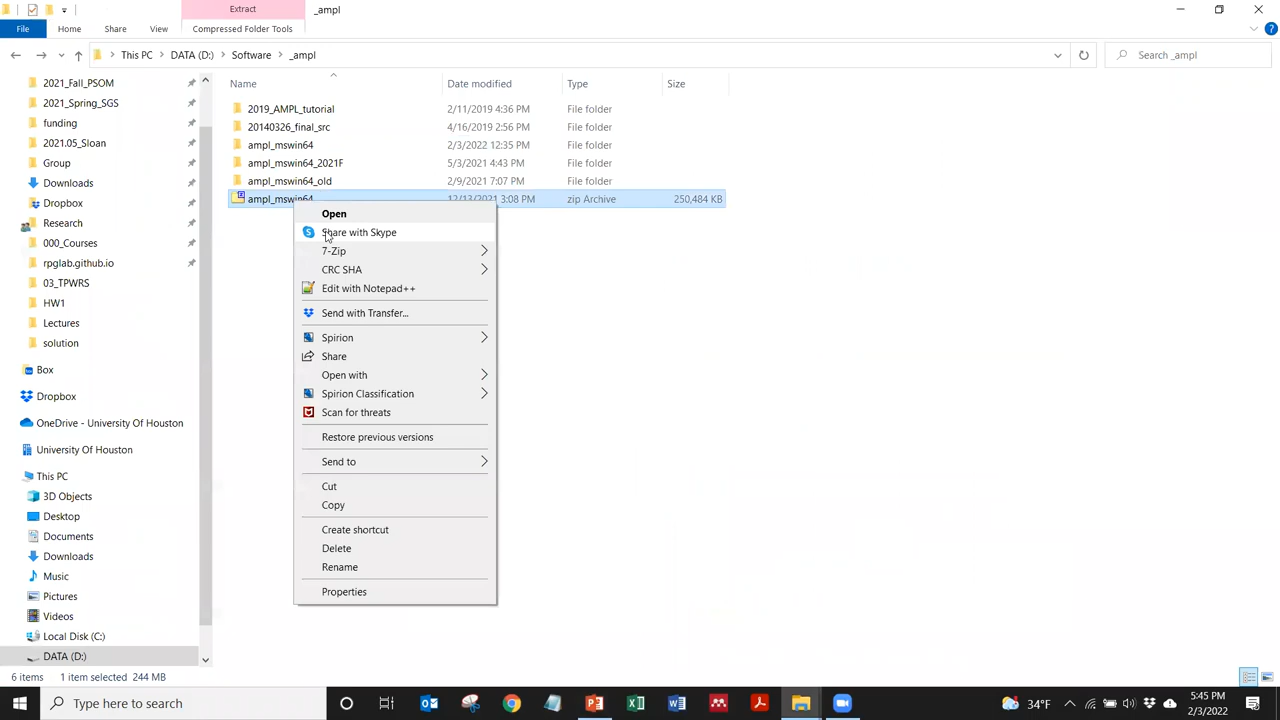 Extract
_ampl
File
Home
Share
View
Compressed Folder Tools
This PC
DATA (D:)
Software
_ampl
Search _ampl
Name
Date modified
Type
Size
2021_Fall_PSOM
2021_Spring_SGS
funding
2021.05_Sloan
Group
Downloads
Dropbox
Research
000_Courses
rpglab.github.io
03_TPWRS
HW1
Lectures
solution
Box
Dropbox
OneDrive - University Of Houston
University Of Houston
This PC
3D Objects
Desktop
Documents
Downloads
Music
Pictures
Videos
Local Disk (C:)
DATA (D:)
2019_AMPL_tutorial 2/11/2019 4:36 PM File folder
20140326_final_src 4/16/2019 2:56 PM File folder
ampl_mswin64 2/3/2022 12:35 PM File folder
ampl_mswin64_2021F 5/3/2021 4:43 PM File folder
ampl_mswin64_old 2/9/2021 7:07 PM File folder
ampl_mswin64 12/13/2021 3:08 PM zip Archive 250,484 KB
Open
Share with Skype
7-Zip
CRC SHA
Edit with Notepad++
Send with Transfer...
Spirion
Share
Open with
Spirion Classification
Scan for threats
Restore previous versions
Send to
Cut
Copy
Create shortcut
Delete
Rename
Properties
6 items
1 item selected 244 MB
Type here to search
34°F
5:45 PM
2/3/2022